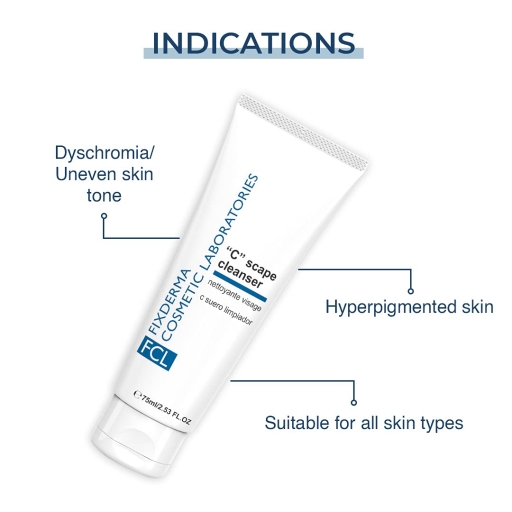 INDICATIONS
Dyschromia/
Uneven skin
tone
FIXDERMA
COSMETIC LABORATORIES
FCL
"C" scape
cleanser
nettoyante visage
c suero limpiador
℮75ml/2.53 FL.OZ
Hyperpigmented skin
Suitable for all skin types